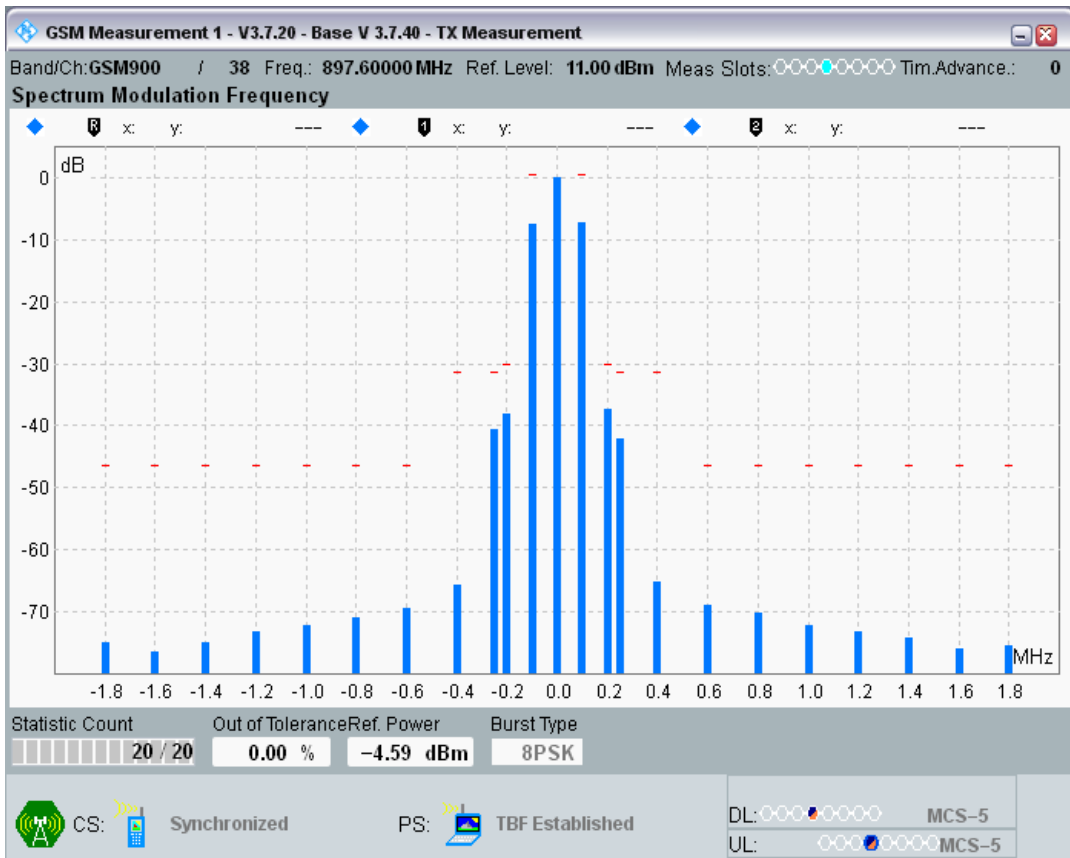 GSM Measurement 1 - V3.7.20 - Base V 3.7.40 - TX Measurement
Band/Ch:GSM900 / 38 Freq.: 897.60000 MHz Ref. Level: 11.00 dBm Meas Slots: Tim.Advance.: 0
Spectrum Modulation Frequency
R x: y: --- 1 x: y: --- 2 x: y: ---
dB
0
-10
-20
-30
-40
-50
-60
-70
MHz
-1.8 -1.6 -1.4 -1.2 -1.0 -0.8 -0.6 -0.4 -0.2 0.0 0.2 0.4 0.6 0.8 1.0 1.2 1.4 1.6 1.8
Statistic Count Out of Tolerance Ref. Power Burst Type
20 / 20 0.00 % -4.59 dBm 8PSK
CS: Synchronized PS: TBF Established
DL: MCS-5
UL: MCS-5